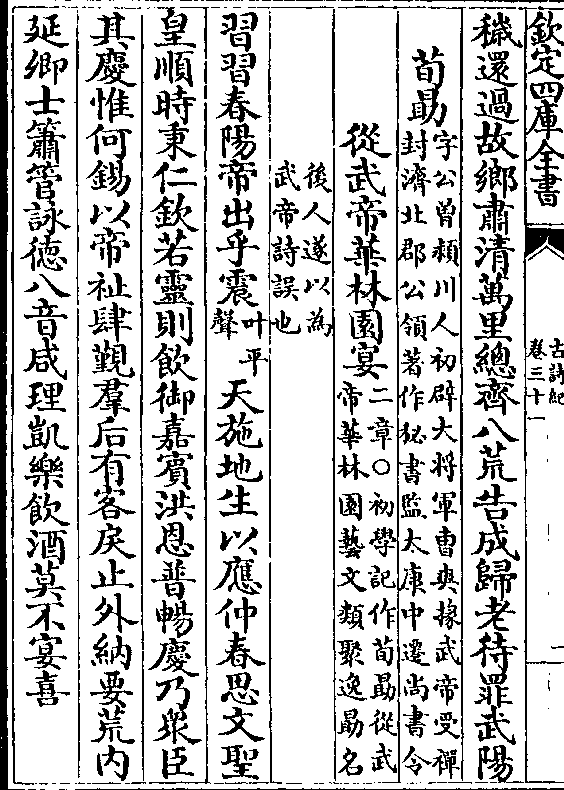 欽定四庫全書
古詩紀
卷三十一
一
穢還過故鄉肅清萬里總齊八荒告成歸老待罪武陽
荀勗字公曾潁川人初辟大将軍曹爽掾武帝受禪
封濟北郡公領著作秘書監太康中遷尚書令
從武帝華林園宴二章○初學記作荀勗從武
帝華林園藝文類聚逸勗名
後人遂以為
武帝詩誤也
習習春陽帝出乎震叶平
聲天施地生以應仲春思文聖
皇順時秉仁欽若靈則飲御嘉賓洪恩普暢慶乃衆臣
其慶惟何錫以帝祉肆覲羣后有客戾止外納要荒内
延卿士簫管詠徳八音咸理凱樂飲酒莫不宴喜